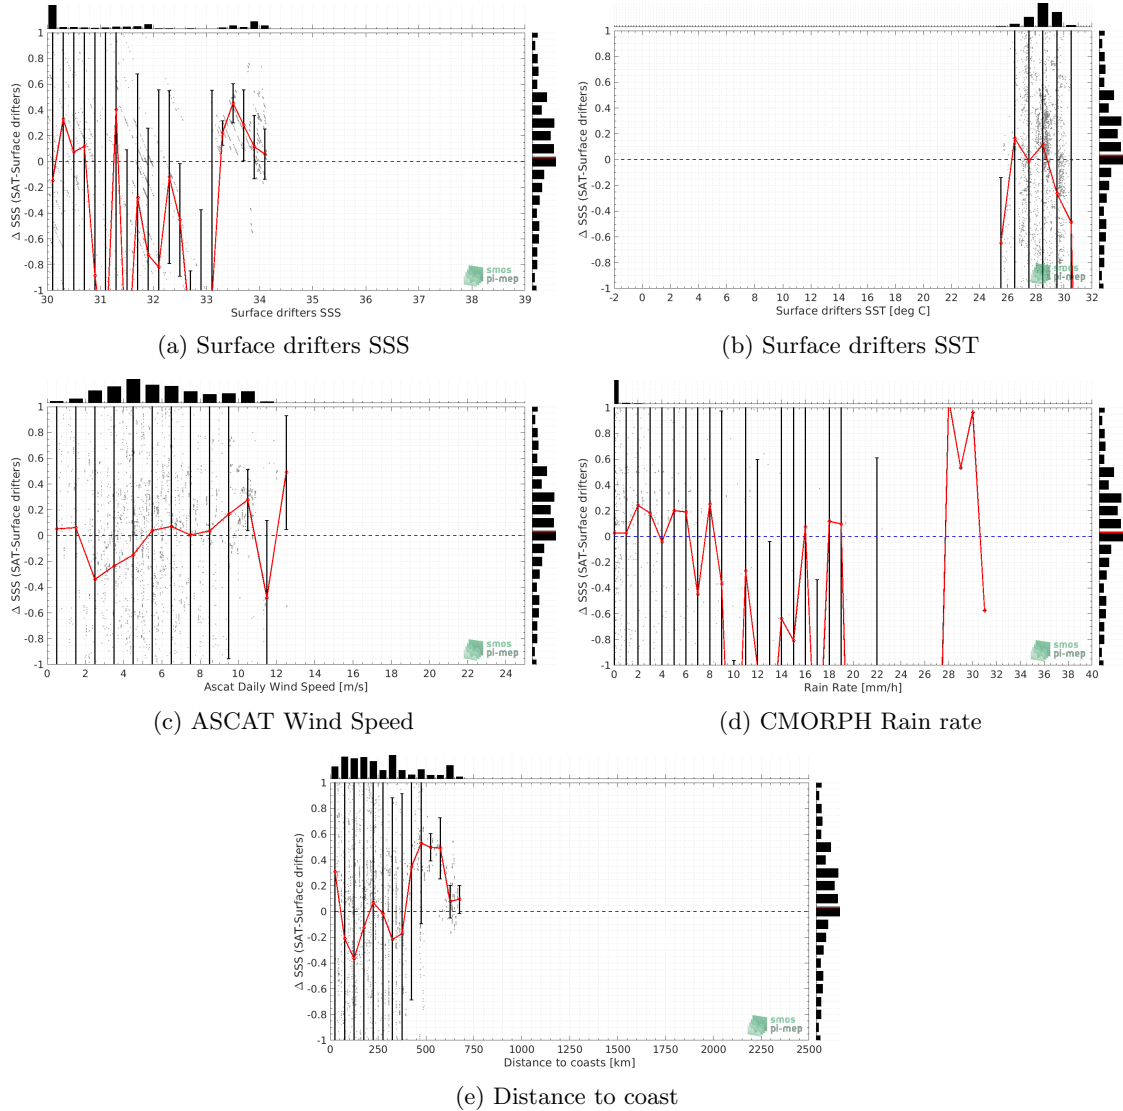 1
0.8
0.6
0.4
0.2
0
-0.2
-0.4
-0.6
-0.8
-1
Δ SSS (SAT-Surface drifters)
30 31 32 33 34 35 36 37 38 39
Surface drifters SSS
smos
pi-mep
(a) Surface drifters SSS
1
0.8
0.6
0.4
0.2
0
-0.2
-0.4
-0.6
-0.8
-1
Δ SSS (SAT-Surface drifters)
-2 0 2 4 6 8 10 12 14 16 18 20 22 24 26 28 30 32
Surface drifters SST [deg C]
smos
pi-mep
(b) Surface drifters SST
1
0.8
0.6
0.4
0.2
0
-0.2
-0.4
-0.6
-0.8
-1
Δ SSS (SAT-Surface drifters)
0 2 4 6 8 10 12 14 16 18 20 22 24
Ascat Daily Wind Speed [m/s]
smos
pi-mep
(c) ASCAT Wind Speed
1
0.8
0.6
0.4
0.2
0
-0.2
-0.4
-0.6
-0.8
-1
Δ SSS (SAT-Surface drifters)
0 2 4 6 8 10 12 14 16 18 20 22 24 26 28 30 32 34 36 38 40
Rain Rate [mm/h]
smos
pi-mep
(d) CMORPH Rain rate
1
0.8
0.6
0.4
0.2
0
-0.2
-0.4
-0.6
-0.8
-1
Δ SSS (SAT-Surface drifters)
0 250 500 750 1000 1250 1500 1750 2000 2250 2500
Distance to coasts [km]
smos
pi-mep
(e) Distance to coast